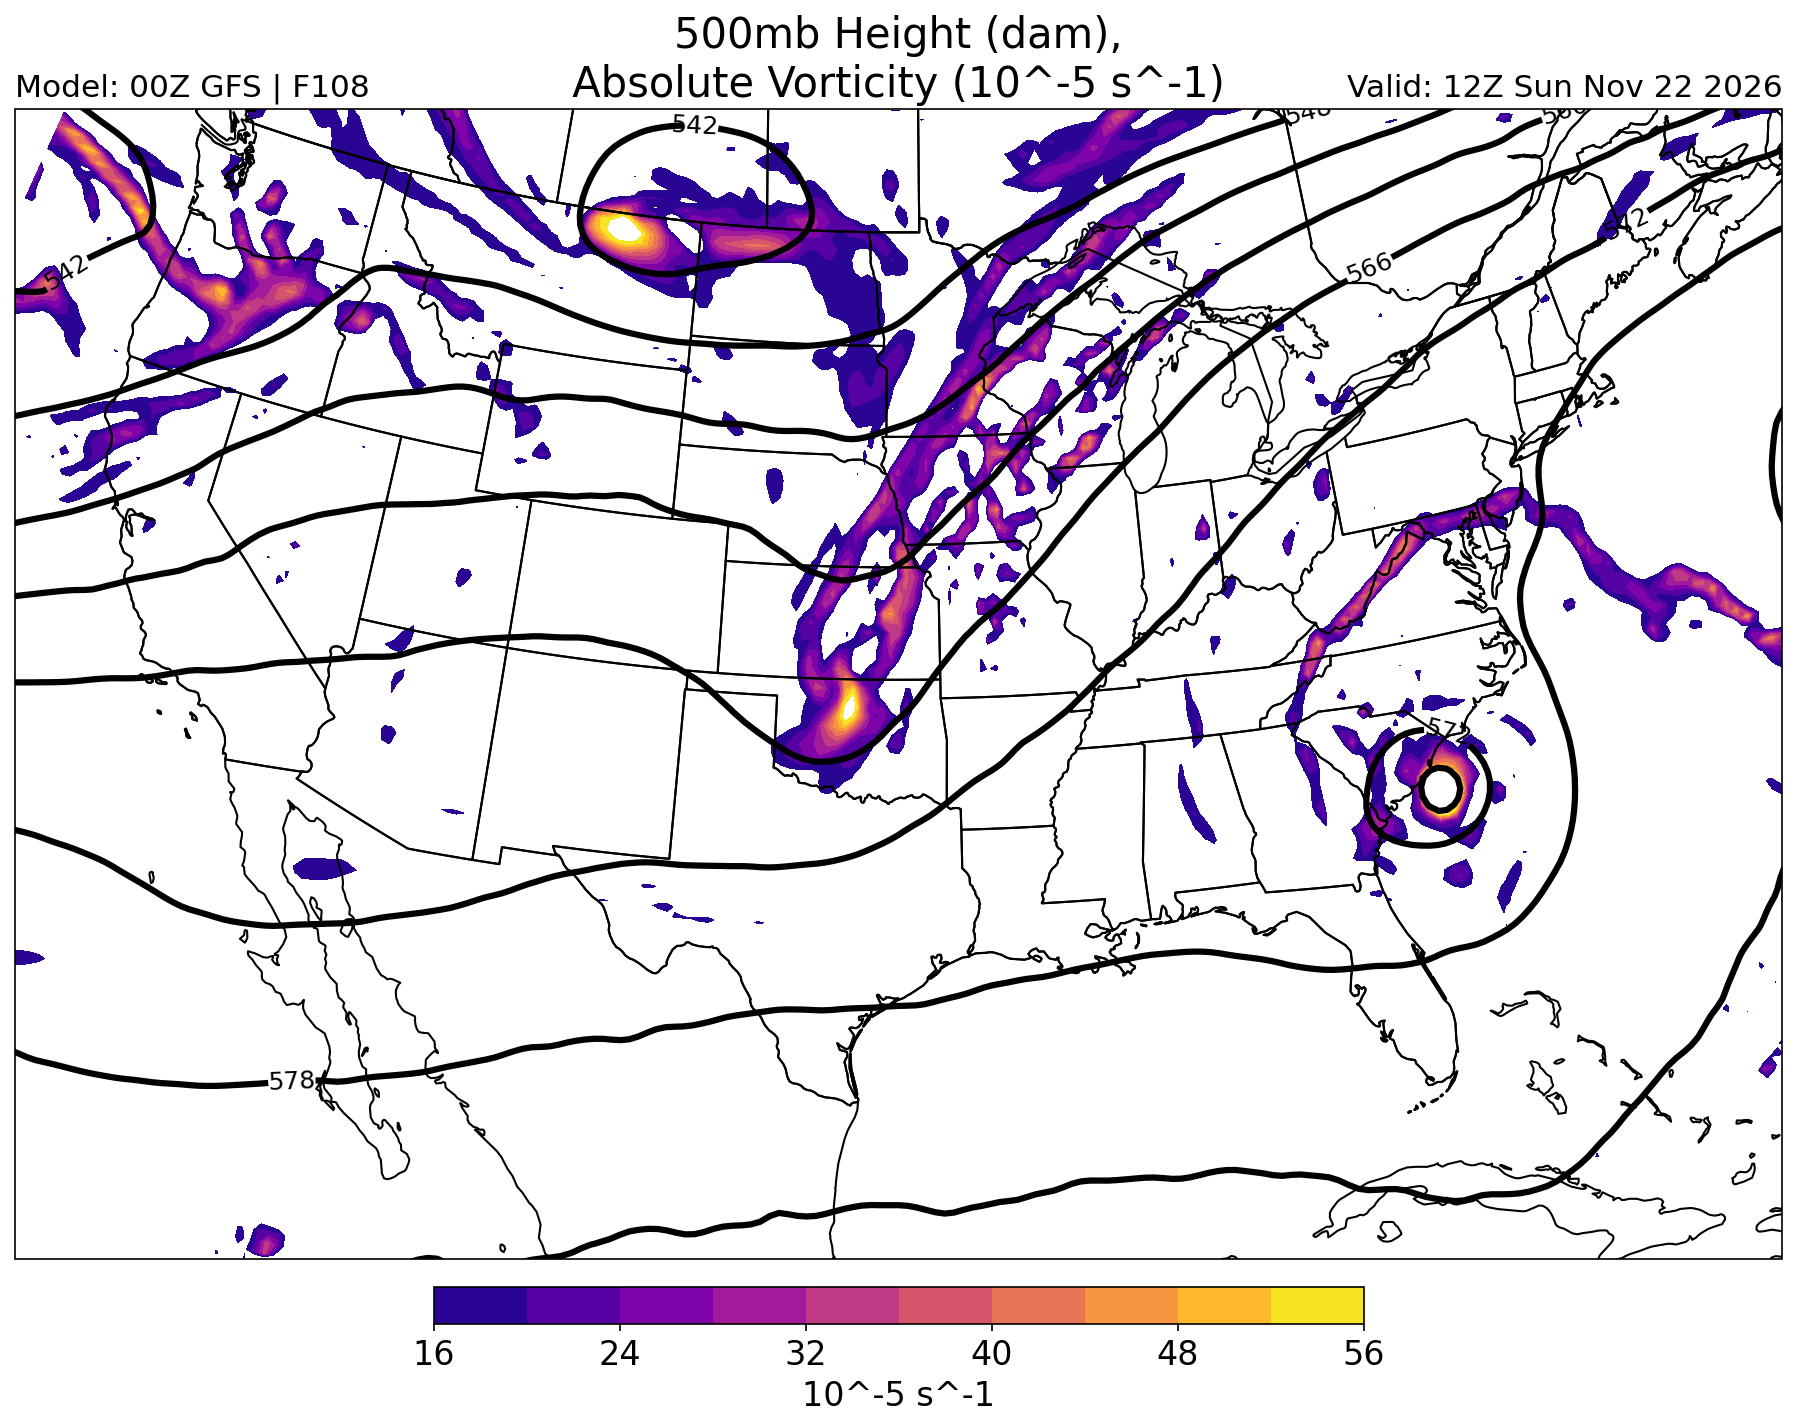 500mb Height (dam),
Absolute Vorticity (10^-5 s^-1)
Model: 00Z GFS | F108
Valid: 12Z Sun Nov 22 2026
542
542
566
578
16 24 32 40 48 56
10^-5 s^-1